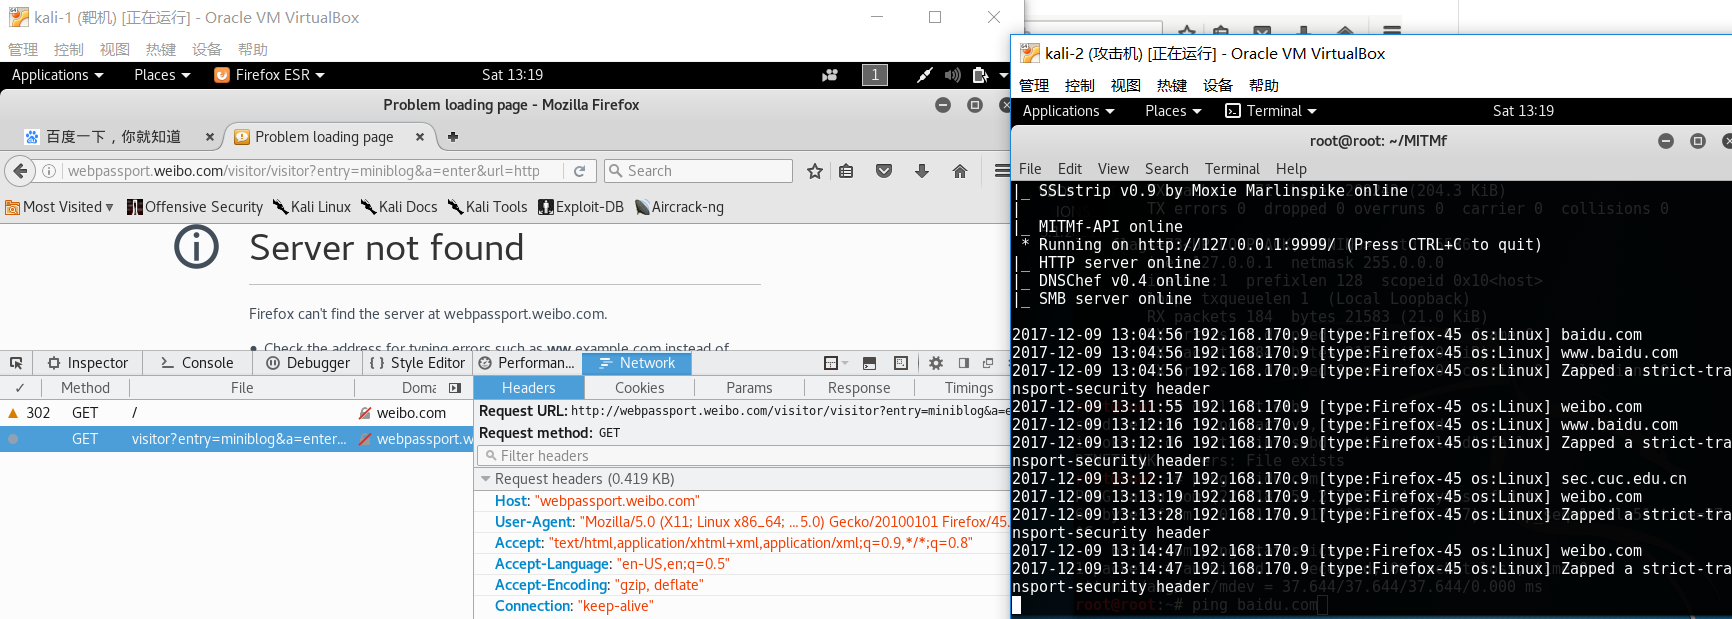 kali-1 (靶机) [正在运行] - Oracle VM VirtualBox
管理 控制 视图 热键 设备 帮助
Applications Places Firefox ESR Sat 13:19 1
Problem loading page - Mozilla Firefox
百度一下，你就知道 Problem loading page
webpassport.weibo.com/visitor/visitor?entry=miniblog&a=enter&url=http Search
Most Visited Offensive Security Kali Linux Kali Docs Kali Tools Exploit-DB Aircrack-ng
Server not found
Firefox can't find the server at webpassport.weibo.com.
Check the address for typing errors such as ww.example.com instead of
Inspector Console Debugger Style Editor Performan... Network
Method File Doma
302 GET / weibo.com
GET visitor?entry=miniblog&a=enter... webpassport.w
Headers Cookies Params Response Timings
Request URL: http://webpassport.weibo.com/visitor/visitor?entry=miniblog&a=e
Request method: GET
Filter headers
Request headers (0.419 KB)
Host: "webpassport.weibo.com"
User-Agent: "Mozilla/5.0 (X11; Linux x86_64; ...5.0) Gecko/20100101 Firefox/45.
Accept: "text/html,application/xhtml+xml,application/xml;q=0.9,*/*;q=0.8"
Accept-Language: "en-US,en;q=0.5"
Accept-Encoding: "gzip, deflate"
Connection: "keep-alive"
kali-2 (攻击机) [正在运行] - Oracle VM VirtualBox
管理 控制 视图 热键 设备 帮助
Applications Places Terminal Sat 13:19
root@root: ~/MITMf
File Edit View Search Terminal Help
|_ SSLstrip v0.9 by Moxie Marlinspike online
|
|_ MITMf-API online
* Running on http://127.0.0.1:9999/ (Press CTRL+C to quit)
|_ HTTP server online
|_ DNSChef v0.4 online
|_ SMB server online
2017-12-09 13:04:56 192.168.170.9 [type:Firefox-45 os:Linux] baidu.com
2017-12-09 13:04:56 192.168.170.9 [type:Firefox-45 os:Linux] www.baidu.com
2017-12-09 13:04:56 192.168.170.9 [type:Firefox-45 os:Linux] Zapped a strict-tra
nsport-security header
2017-12-09 13:11:55 192.168.170.9 [type:Firefox-45 os:Linux] weibo.com
2017-12-09 13:12:16 192.168.170.9 [type:Firefox-45 os:Linux] www.baidu.com
2017-12-09 13:12:16 192.168.170.9 [type:Firefox-45 os:Linux] Zapped a strict-tra
nsport-security header
2017-12-09 13:12:17 192.168.170.9 [type:Firefox-45 os:Linux] sec.cuc.edu.cn
2017-12-09 13:13:19 192.168.170.9 [type:Firefox-45 os:Linux] weibo.com
2017-12-09 13:13:28 192.168.170.9 [type:Firefox-45 os:Linux] Zapped a strict-tra
nsport-security header
2017-12-09 13:14:47 192.168.170.9 [type:Firefox-45 os:Linux] weibo.com
2017-12-09 13:14:47 192.168.170.9 [type:Firefox-45 os:Linux] Zapped a strict-tra
nsport-security header
root@root:~# ping baidu.com